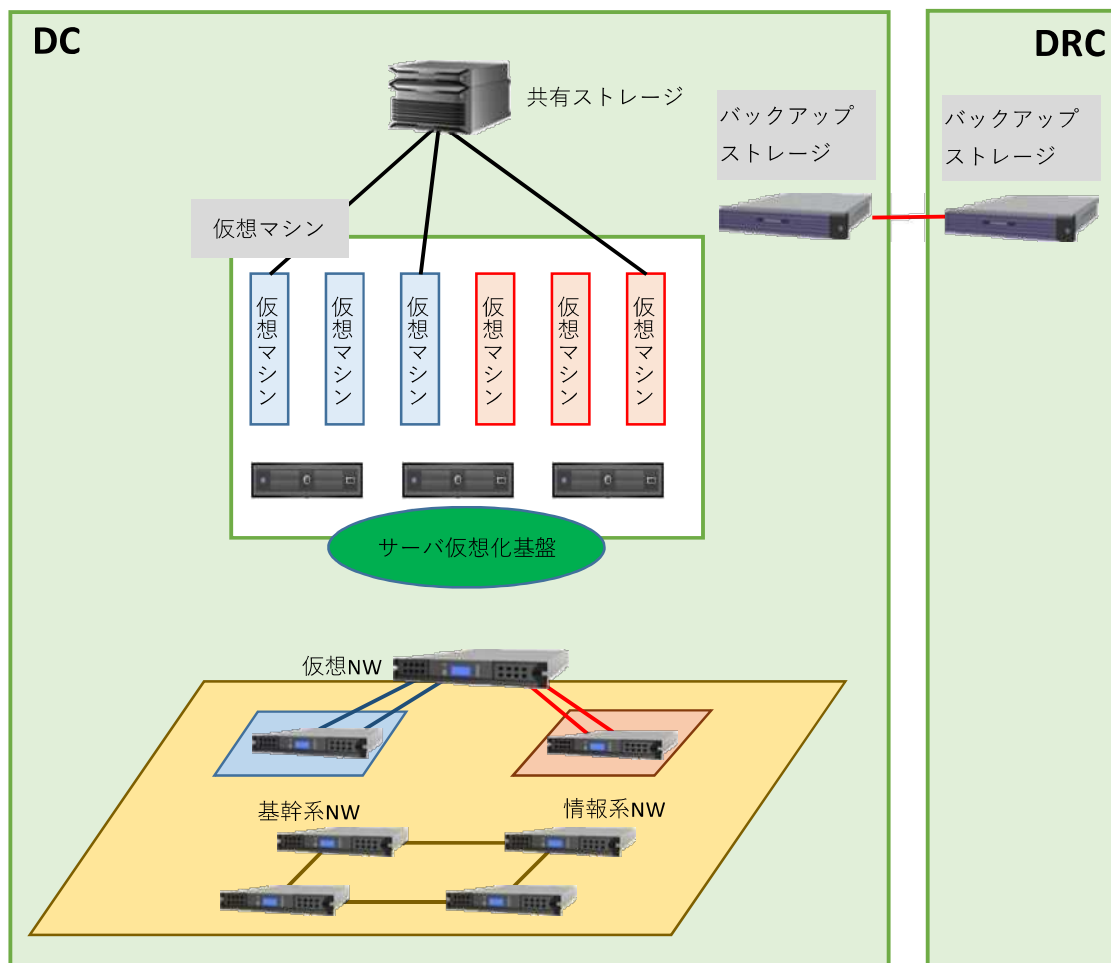 DC
DRC
共有ストレージ
バックアップ
ストレージ
バックアップ
ストレージ
仮想マシン
仮想マシン
仮想マシン
仮想マシン
仮想マシン
仮想マシン
仮想マシン
サーバ仮想化基盤
仮想NW
基幹系NW
情報系NW